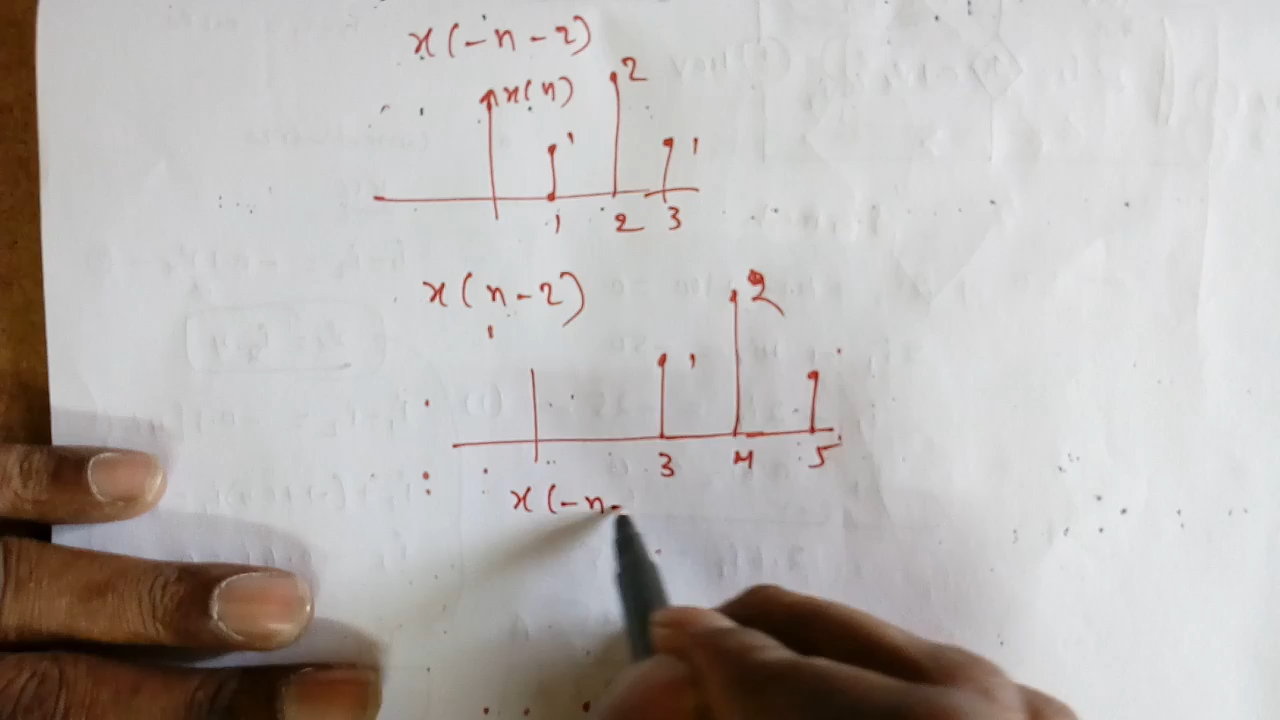 x(-n-2)
x(n) 2
1 1
1 2 3
x(n-2)
2
1
3 4 5
x(-n-